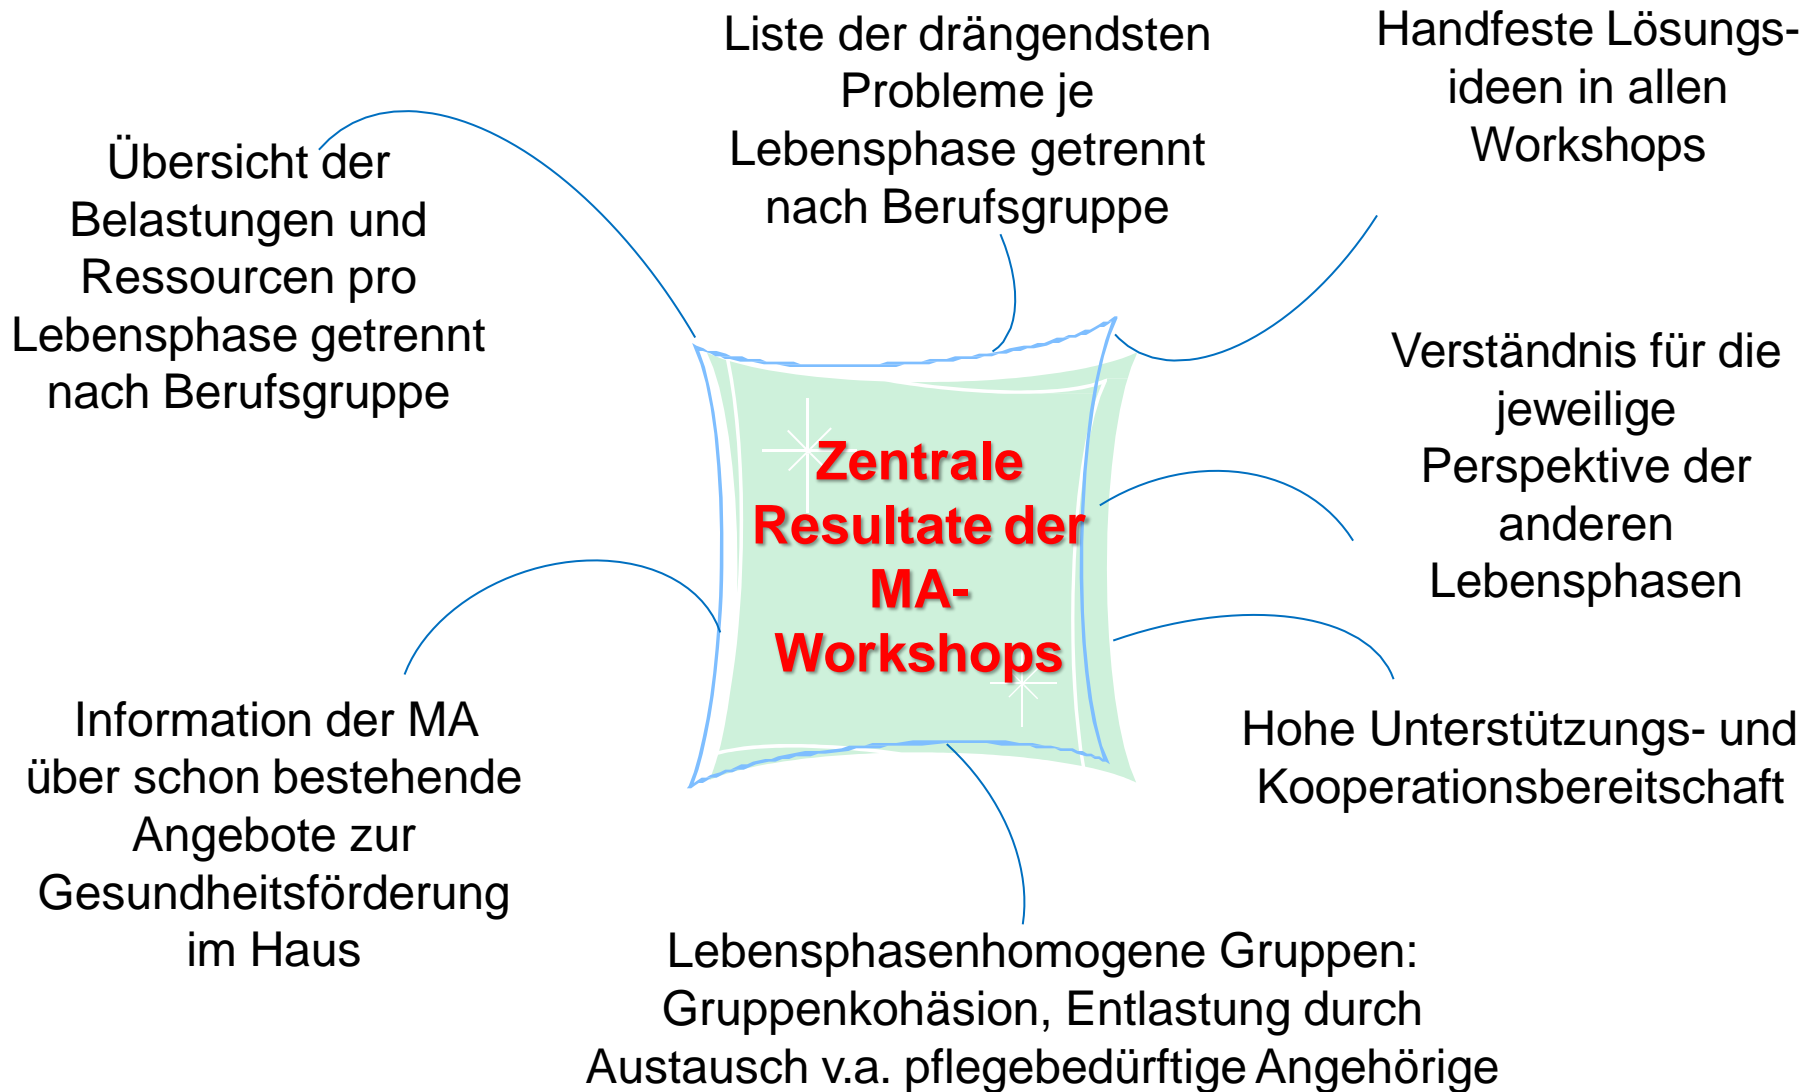 Liste der drängendsten
Probleme je
Lebensphase getrennt
nach Berufsgruppe
Handfeste Lösungs-
ideen in allen
Workshops
Übersicht der
Belastungen und
Ressourcen pro
Lebensphase getrennt
nach Berufsgruppe
Verständnis für die
jeweilige
Perspektive der
anderen
Lebensphasen
Zentrale
Resultate der
MA-
Workshops
Information der MA
über schon bestehende
Angebote zur
Gesundheitsförderung
im Haus
Hohe Unterstützungs- und
Kooperationsbereitschaft
Lebensphasenhomogene Gruppen:
Gruppenkohäsion, Entlastung durch
Austausch v.a. pflegebedürftige Angehörige